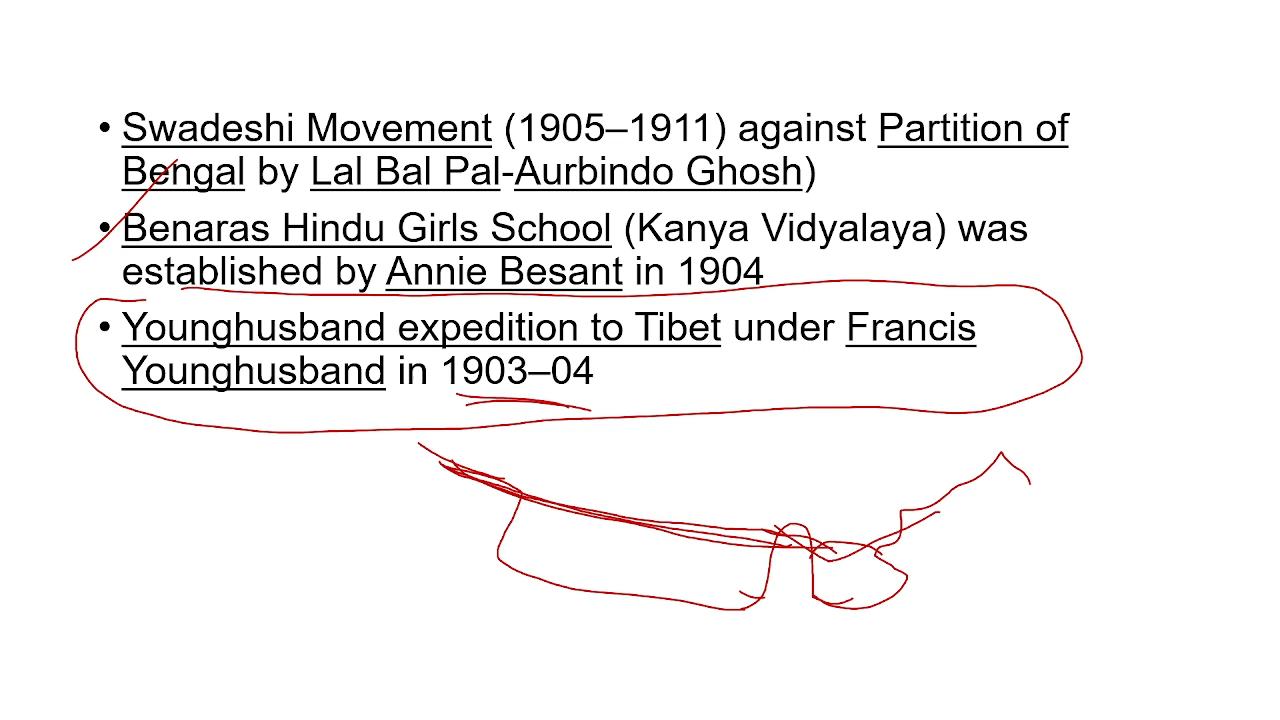 • Swadeshi Movement (1905–1911) against Partition of
Bengal by Lal Bal Pal-Aurbindo Ghosh)
• Benaras Hindu Girls School (Kanya Vidyalaya) was
established by Annie Besant in 1904
• Younghusband expedition to Tibet under Francis
Younghusband in 1903–04